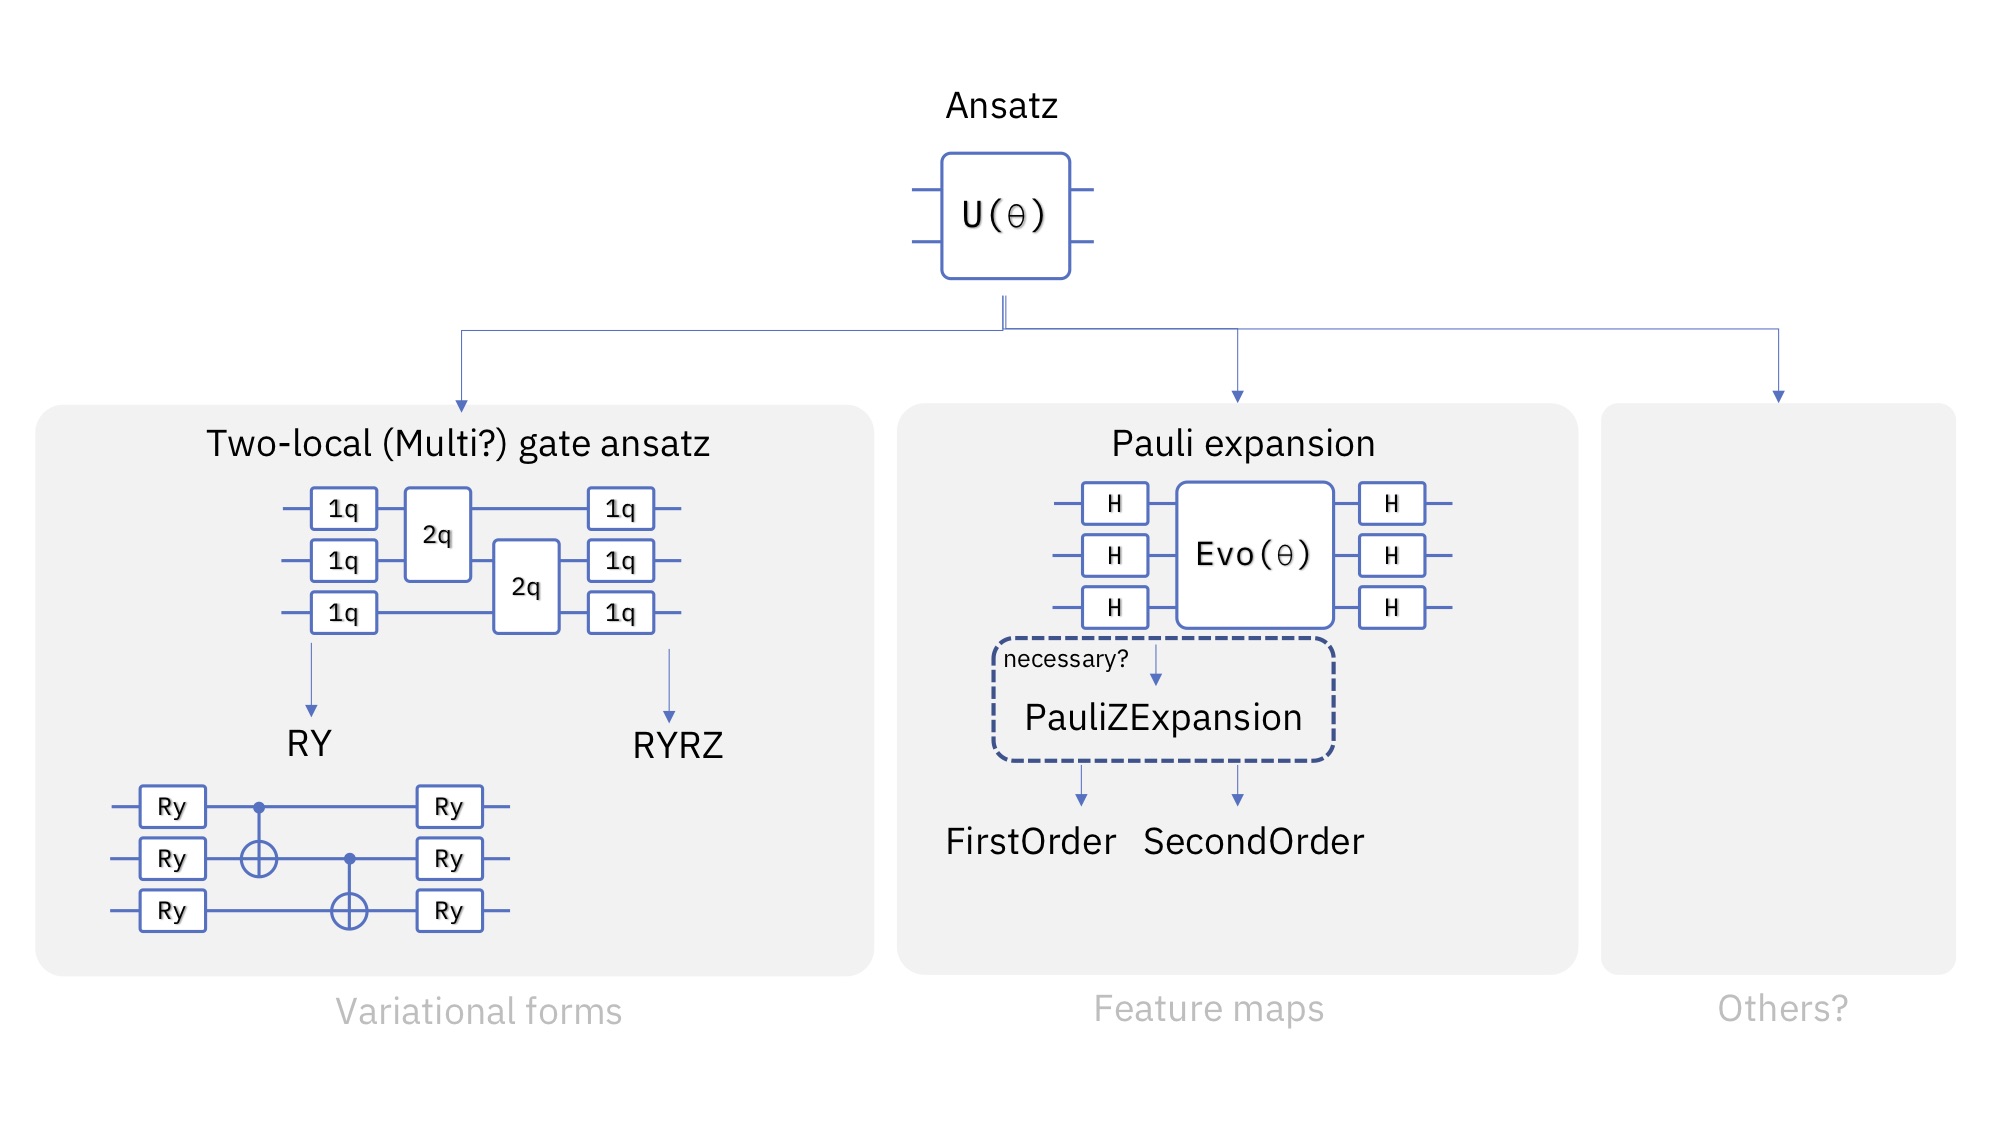 Ansatz
U(θ)
Two-local (Multi?) gate ansatz
1q
2q
1q
1q
1q
2q
1q
1q
RY
RYRZ
Ry
Ry
Ry
Ry
Ry
Ry
Variational forms
Pauli expansion
H
H
H
Evo(θ)
H
H
H
necessary?
PauliZExpansion
FirstOrder
SecondOrder
Feature maps
Others?